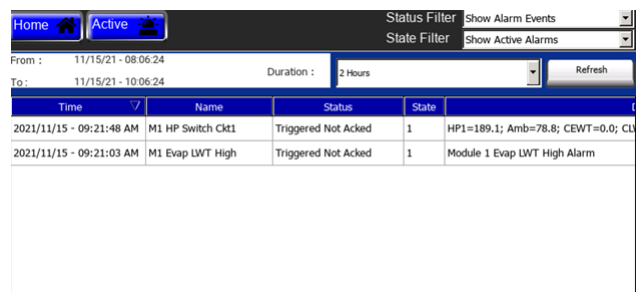 Home
Active
Status Filter Show Alarm Events
State Filter Show Active Alarms
From : 11/15/21 - 08:06:24
To : 11/15/21 - 10:06:24
Duration : 2 Hours
Refresh
Time Name Status State
2021/11/15 - 09:21:48 AM M1 HP Switch Ckt1 Triggered Not Acked 1 HP1=189.1; Amb=78.8; CEWT=0.0;
2021/11/15 - 09:21:03 AM M1 Evap LWT High Triggered Not Acked 1 Module 1 Evap LWT High Alarm